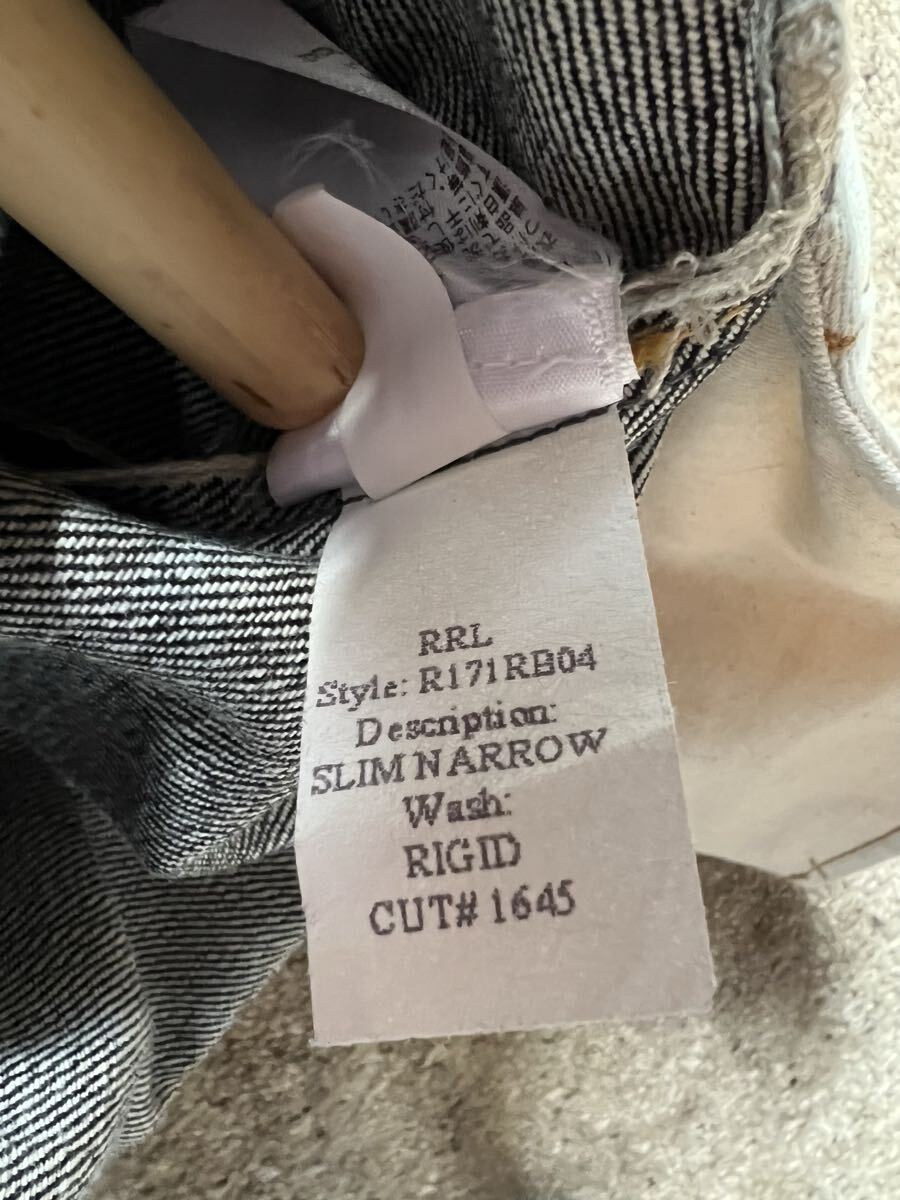 RRL
Style: R171RB04
Description:
SLIM NARROW
Wash:
RIGID
CUT# 1645